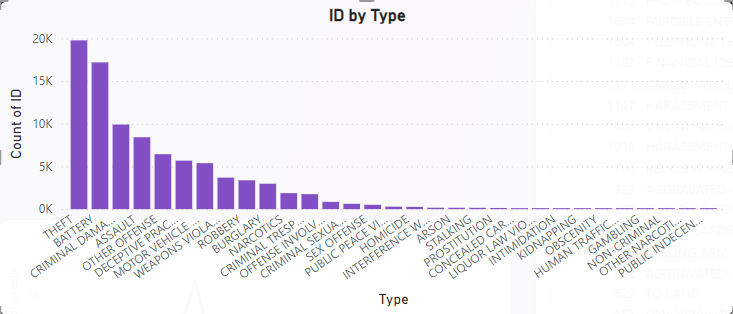 ID by Type
Count of ID
20K
15K
10K
5K
0K
THEFT
BATTERY
CRIMINAL DAMA...
ASSAULT
OTHER OFFENSE
DECEPTIVE PRAC...
MOTOR VEHICLE ...
WEAPONS VIOLA...
ROBBERY
BURGLARY
NARCOTICS
CRIMINAL TRESP...
OFFENSE INVOLV...
CRIMINAL SEXUA...
SEX OFFENSE
PUBLIC PEACE VI...
HOMICIDE
INTERFERENCE W...
ARSON
STALKING
PROSTITUTION
CONCEALED CAR...
LIQUOR LAW VIO...
INTIMIDATION
KIDNAPPING
OBSCENITY
HUMAN TRAFFIC...
GAMBLING
NON-CRIMINAL
OTHER NARCOTI...
PUBLIC INDECEN...
Type